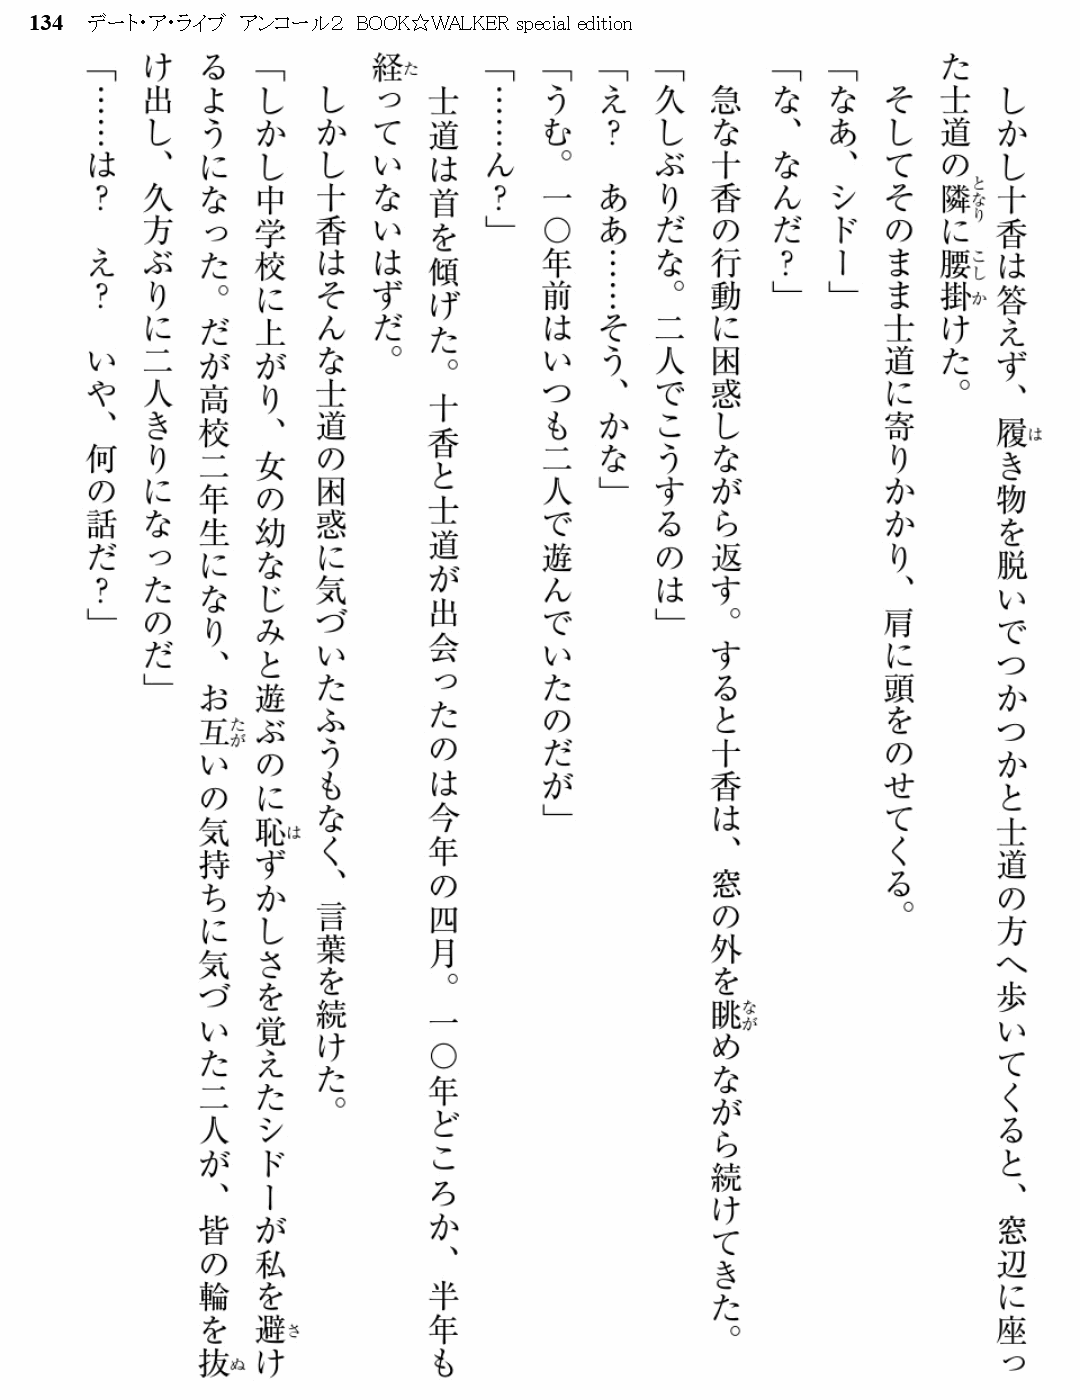 134 デート・ア・ライブ アンコール2 BOOK☆WALKER special edition
　しかし十香は答えず、履き物を脱いでつかつかと士道の方へ歩いてくると、窓辺に座っ
た士道の隣に腰掛けた。
　そしてそのまま士道に寄りかかり、肩に頭をのせてくる。
「なあ、シドー」
「な、なんだ？」
　急な十香の行動に困惑しながら返す。すると十香は、窓の外を眺めながら続けてきた。
「久しぶりだな。二人でこうするのは」
「え？　ああ……そう、かな」
「うむ。一〇年前はいつも二人で遊んでいたのだが」
「……ん？」
　士道は首を傾げた。十香と士道が出会ったのは今年の四月。一〇年どころか、半年も
経っていないはずだ。
　しかし十香はそんな士道の困惑に気づいたふうもなく、言葉を続けた。
「しかし中学校に上がり、女の幼なじみと遊ぶのに恥ずかしさを覚えたシドーが私を避け
るようになった。だが高校二年生になり、お互いの気持ちに気づいた二人が、皆の輪を抜
け出し、久方ぶりに二人きりになったのだ」
「……は？　え？　いや、何の話だ？」